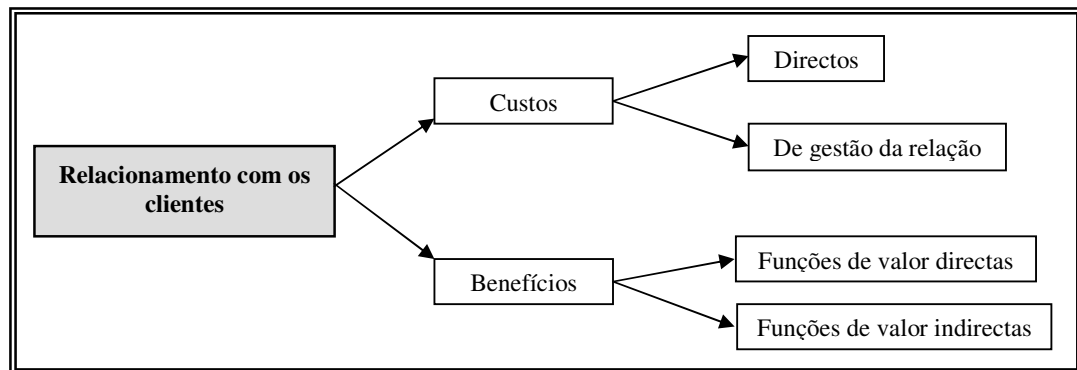 Directos
Custos
De gestão da relação
Relacionamento com os
clientes
Funções de valor directas
Benefícios
Funções de valor indirectas